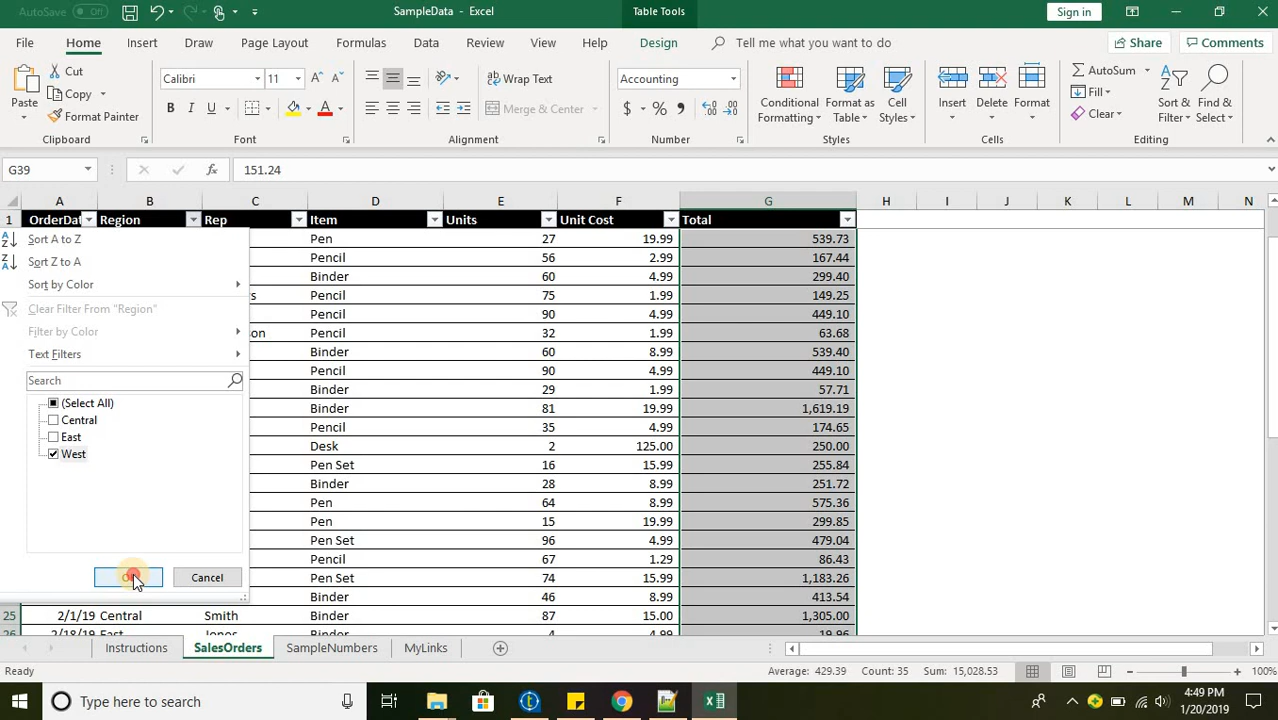 AutoSave Off SampleData - Excel Table Tools Sign in
File Home Insert Draw Page Layout Formulas Data Review View Help Design Tell me what you want to do Share Comments
Paste Cut Copy Format Painter
Calibri 11
B I U A
Wrap Text
Merge & Center
Accounting
$ % ,
Conditional Formatting
Format as Table
Cell Styles
Insert Delete Format
AutoSum
Fill
Clear
Sort & Filter
Find & Select
Clipboard Font Alignment Number Styles Cells Editing
G39 fx 151.24
A B C D E F G H I J K L M N
1 OrderDat Region Rep Item Units Unit Cost Total
Pen 27 19.99 539.73
Pencil 56 2.99 167.44
Binder 60 4.99 299.40
s Pencil 75 1.99 149.25
Pencil 90 4.99 449.10
son Pencil 32 1.99 63.68
Binder 60 8.99 539.40
Pencil 90 4.99 449.10
Binder 29 1.99 57.71
Binder 81 19.99 1,619.19
Pencil 35 4.99 174.65
Desk 2 125.00 250.00
Pen Set 16 15.99 255.84
Binder 28 8.99 251.72
Pen 64 8.99 575.36
Pen 15 19.99 299.85
Pen Set 96 4.99 479.04
Pencil 67 1.29 86.43
Pen Set 74 15.99 1,183.26
Binder 46 8.99 413.54
25 2/1/19 Central Smith Binder 87 15.00 1,305.00
26 2/18/19 East Jones Binder 4 4.99 19.96
Sort A to Z
Sort Z to A
Sort by Color
Clear Filter From "Region"
Filter by Color
Text Filters
Search
(Select All)
Central
East
West
Cancel
Instructions SalesOrders SampleNumbers MyLinks
Ready Average: 429.39 Count: 35 Sum: 15,028.53 100%
Type here to search
4:49 PM
1/20/2019